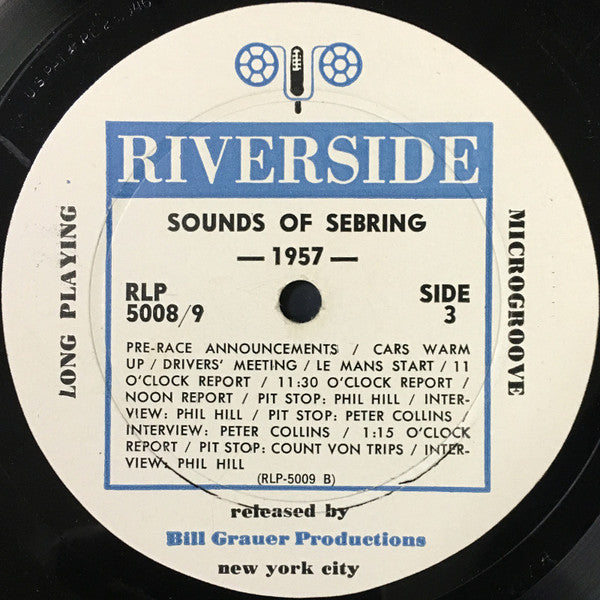 RIVERSIDE
SOUNDS OF SEBRING
— 1957 —
RLP
5008/9
SIDE
3
PRE-RACE ANNOUNCEMENTS / CARS WARM
UP / DRIVERS' MEETING / LE MANS START / 11
O'CLOCK REPORT / 11:30 O'CLOCK REPORT /
NOON REPORT / PIT STOP: PHIL HILL / INTER-
VIEW: PHIL HILL / PIT STOP: PETER COLLINS /
INTERVIEW: PETER COLLINS / 1:15 O'CLOCK
REPORT / PIT STOP: COUNT VON TRIPS / INTER-
VIEW: PHIL HILL
(RLP-5009 B)
LONG PLAYING
MICROGROOVE
released by
Bill Grauer Productions
new york city